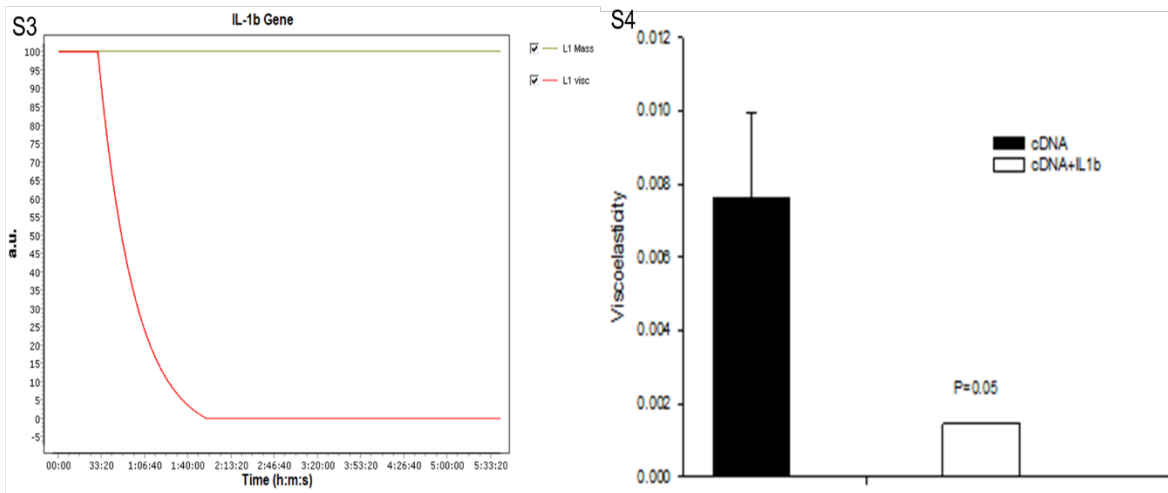 S3
IL-1b Gene
L1 Mass
L1 visc
100
95
90
85
80
75
70
65
60
55
50
45
40
35
30
25
20
15
10
5
0
-5
a.u.
00:00 33:20 1:06:40 1:40:00 2:13:20 2:46:40 3:20:00 3:53:20 4:26:40 5:00:00 5:33:20
Time (h:m:s)
S4
0.012
0.010
0.008
0.006
0.004
0.002
0.000
Viscoelasticity
cDNA
cDNA+IL1b
P=0.05